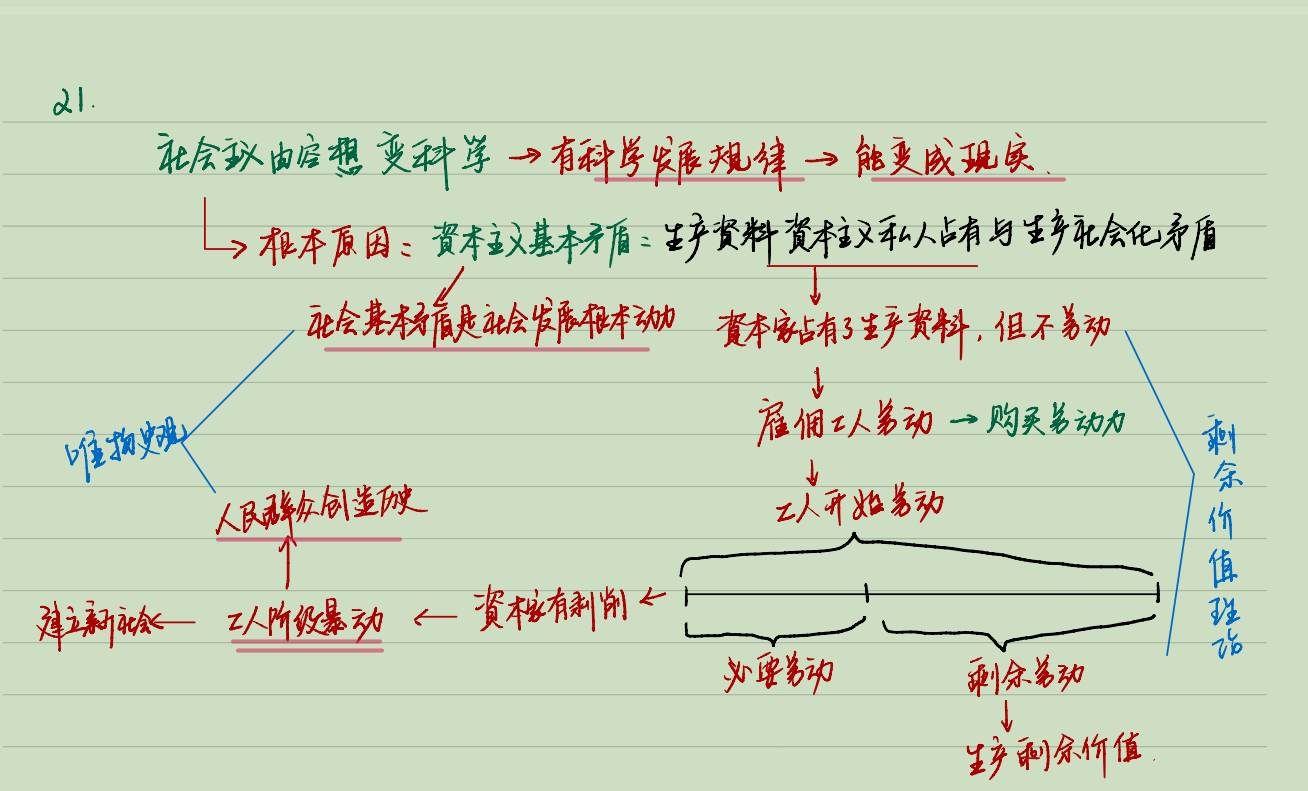 21.
社会主义由空想变科学→有科学发展规律→能变成现实.
根本原因:資本主义基本矛盾:生产資料資本主义私人占有与生产社会化矛盾
社会基本矛盾是社会发展根本动力
資本家占有了生产資料,但不劳动
雇佣工人劳动→购买劳动力
唯物史观
人民群众创造历史
工人开始劳动
剩余价值理论
建立新社会←工人阶级暴动←資本家有剥削←
必要劳动
剩余劳动
生产剩余价值.